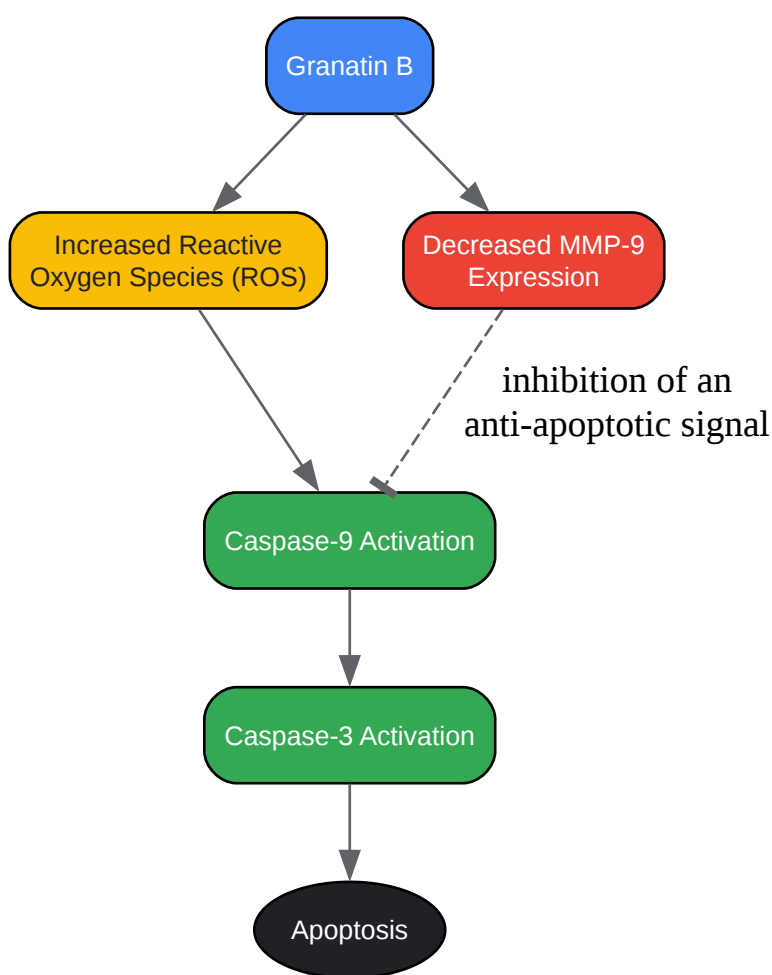 Granatin B
Increased Reactive
Oxygen Species (ROS)
Decreased MMP-9
Expression
inhibition of an
anti-apoptotic signal
Caspase-9 Activation
Caspase-3 Activation
Apoptosis